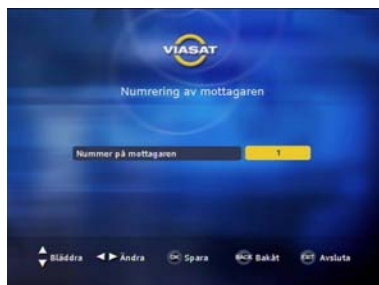 VIASAT
Numrering av mottagaren
Nummer på mottagaren 1
Bläddra Ändra OK Spara BACK Bakåt EXIT Avsluta